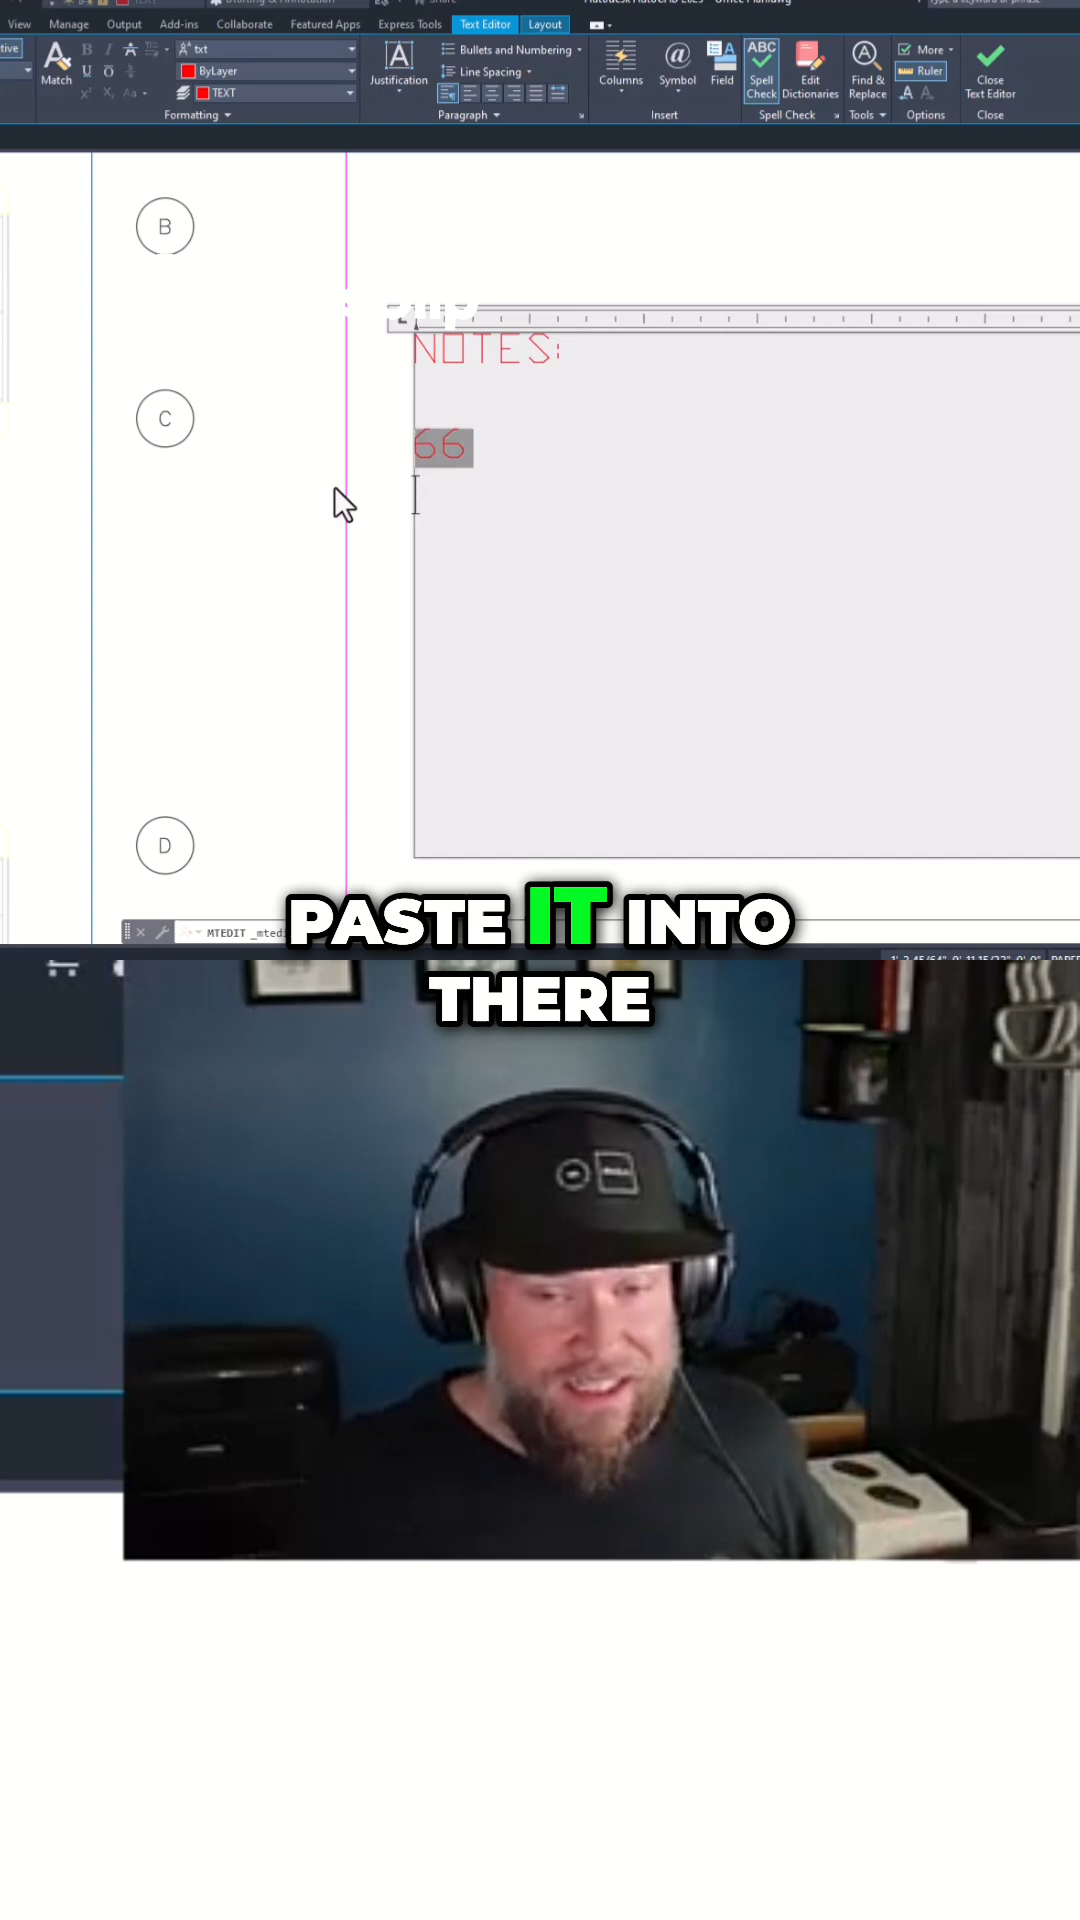 View Manage Output Add-ins Collaborate Express Tools Featured Apps Text Editor Layout
Match
txt
ByLayer
TEXT
Formatting
Justification
Bullets and Numbering
Line Spacing
Paragraph
Columns
Symbol
Field
Insert
ABC
Spell Check
Edit Dictionaries
Spell Check
Find & Replace
Tools
More
Ruler
Options
Close Text Editor
Close
B
NOTES:
C
66
D
MTEDIT
PASTE IT INTO
THERE